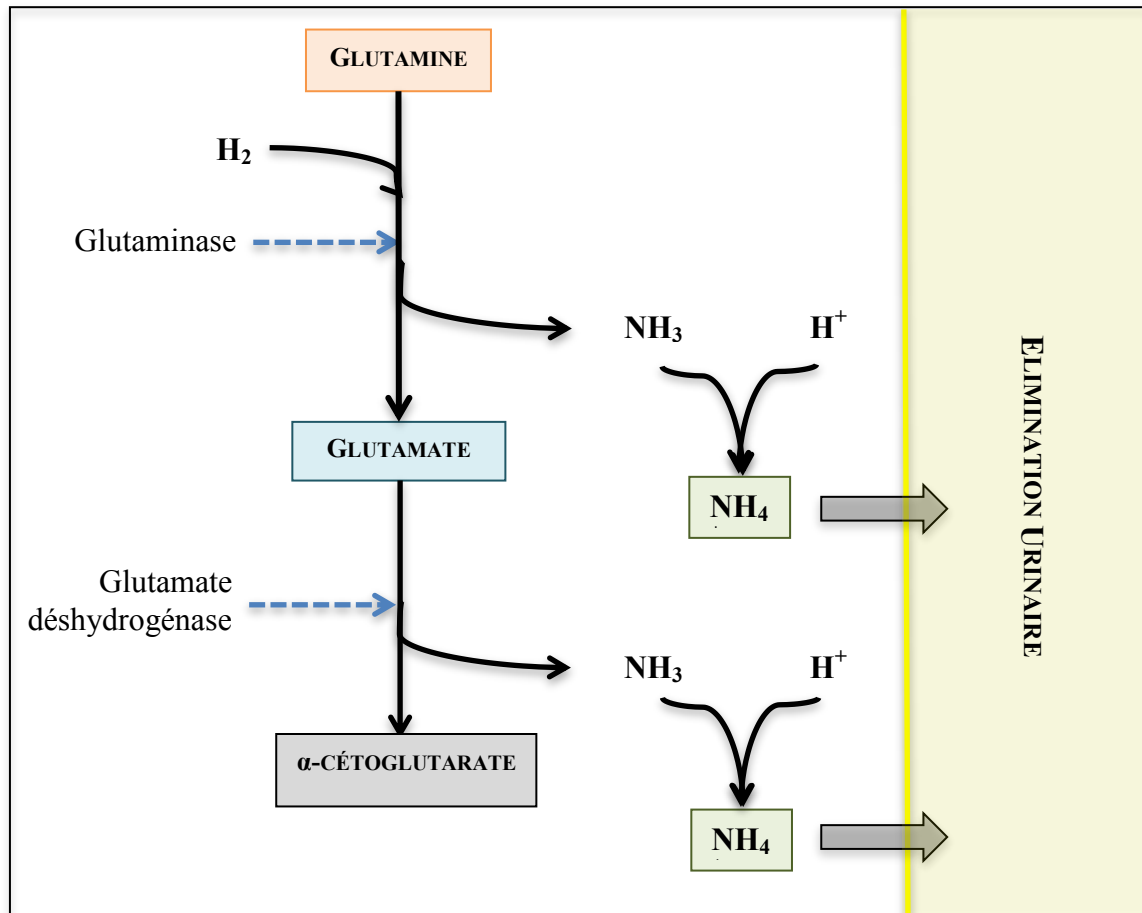 GLUTAMINE
H₂
Glutaminase
NH₃ H⁺
GLUTAMATE
NH₄
Glutamate
déshydrogénase
NH₃ H⁺
α-CÉTOGLUTARATE
NH₄
ELIMINATION URINAIRE